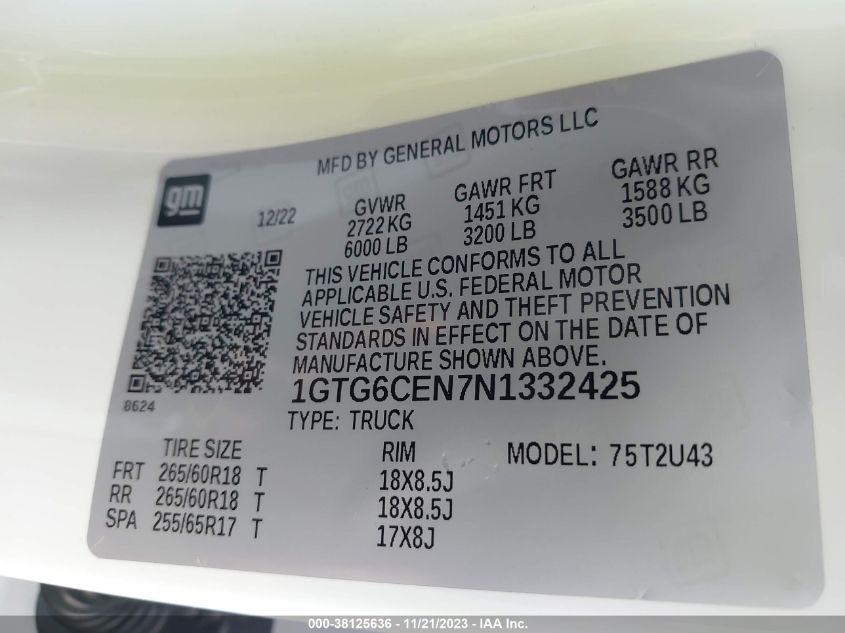 MFD BY GENERAL MOTORS LLC
gm
12/22
GVWR
2722 KG
6000 LB
GAWR FRT
1451 KG
3200 LB
GAWR RR
1588 KG
3500 LB
THIS VEHICLE CONFORMS TO ALL
APPLICABLE U.S. FEDERAL MOTOR
VEHICLE SAFETY AND THEFT PREVENTION
STANDARDS IN EFFECT ON THE DATE OF
MANUFACTURE SHOWN ABOVE.
8624
1GTG6CEN7N1332425
TYPE: TRUCK
TIRE SIZE RIM MODEL: 75T2U43
FRT 265/60R18 T 18X8.5J
RR 265/60R18 T 18X8.5J
SPA 255/65R17 T 17X8J
000-38125636 - 11/21/2023 - IAA Inc.